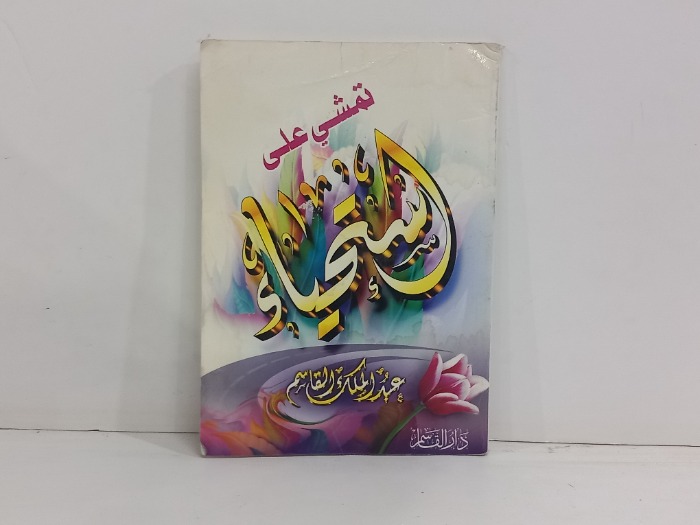 تمشي على
استحياء
عبد الملك القاسم
دار القاسم